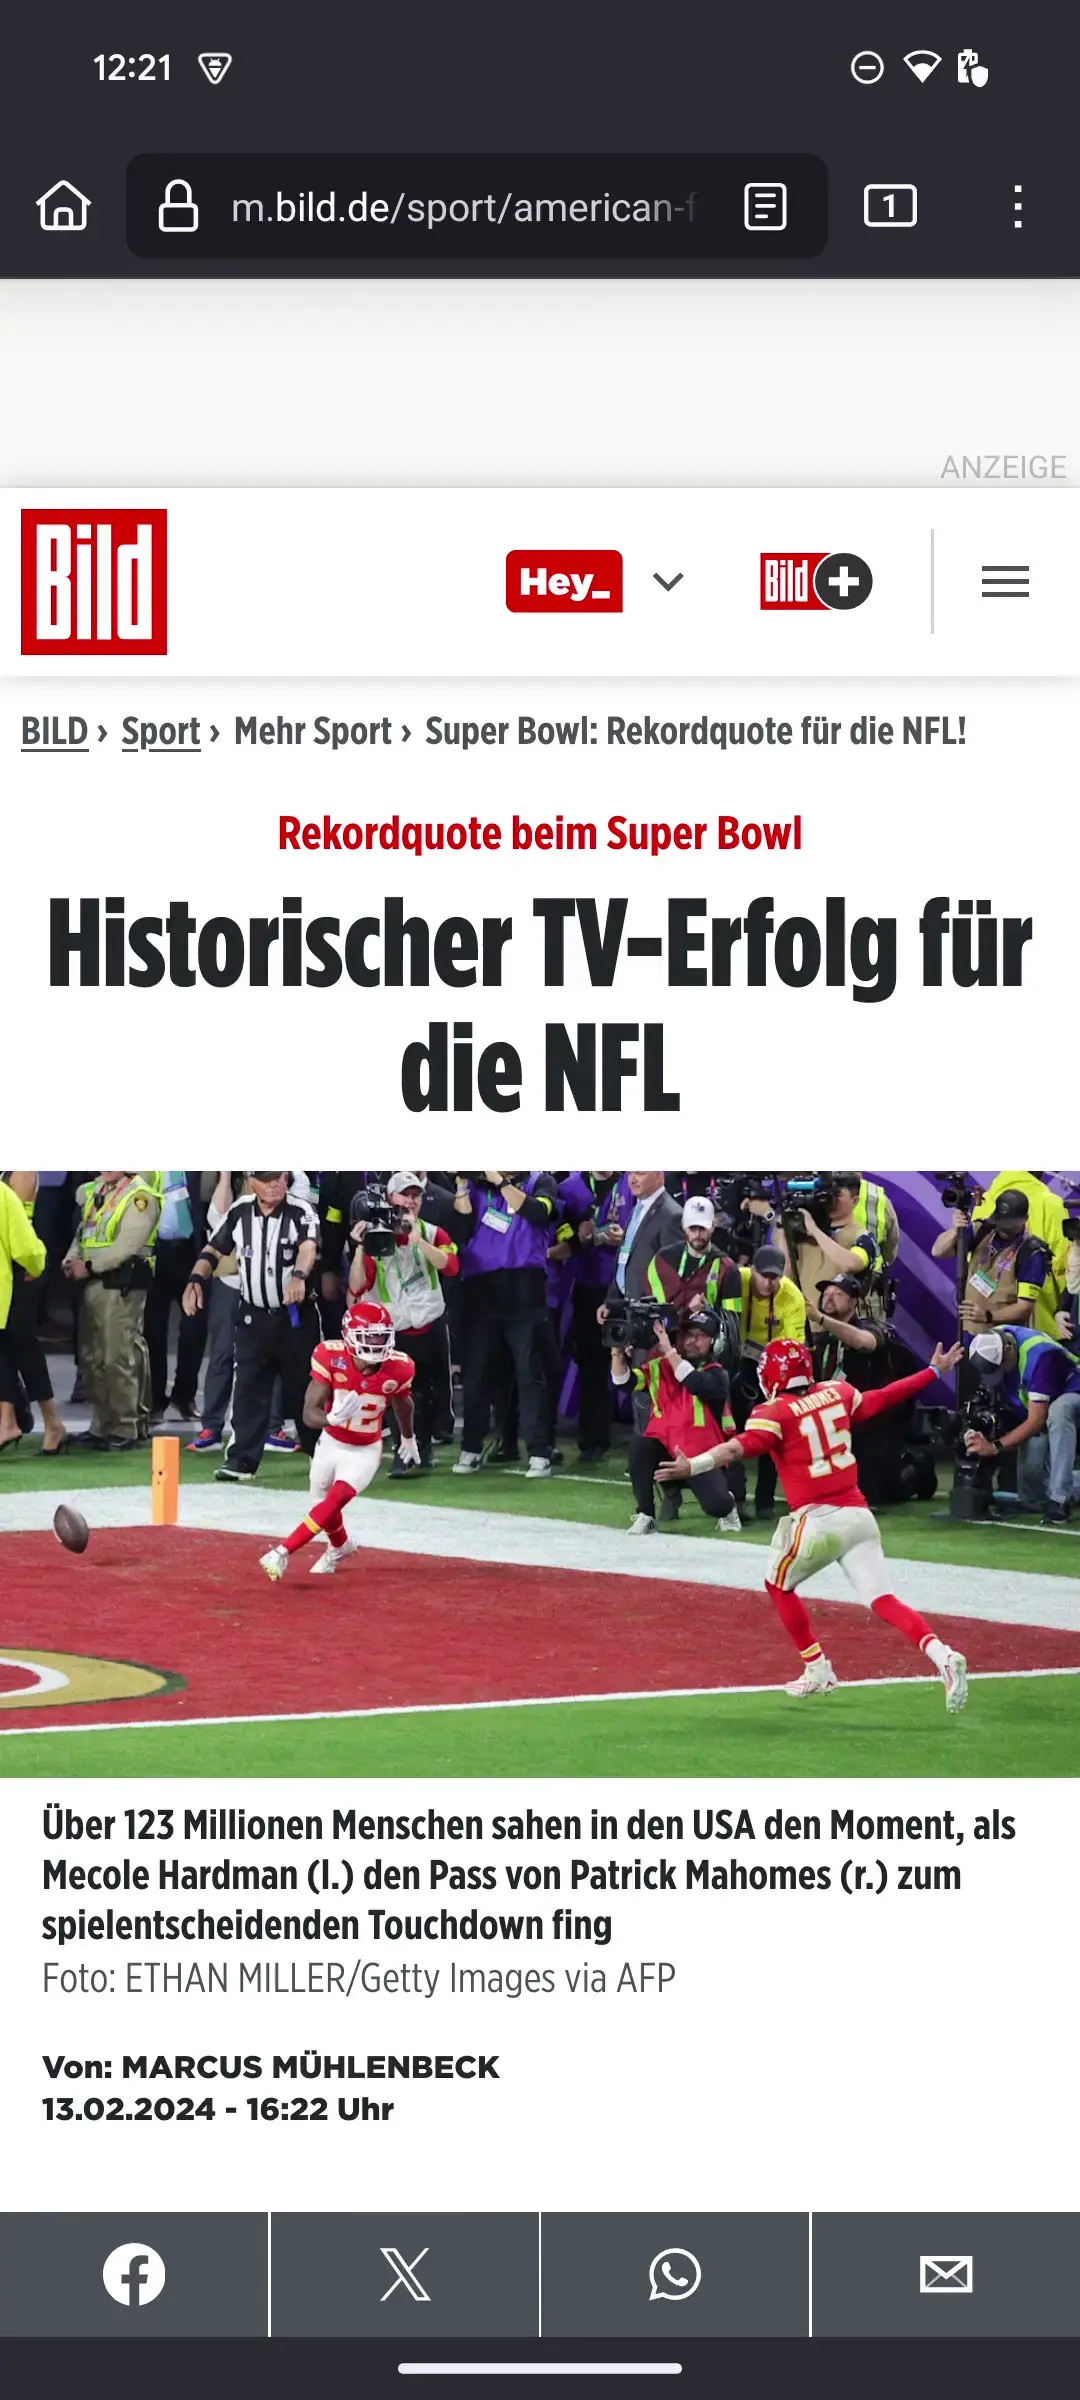 12:21
m.bild.de/sport/american-f
1
ANZEIGE
Bild
Hey_
Bild+
BILD › Sport › Mehr Sport › Super Bowl: Rekordquote für die NFL!
Rekordquote beim Super Bowl
Historischer TV-Erfolg für
die NFL
12
MAHOMES
15
Über 123 Millionen Menschen sahen in den USA den Moment, als
Mecole Hardman (l.) den Pass von Patrick Mahomes (r.) zum
spielentscheidenden Touchdown fing
Foto: ETHAN MILLER/Getty Images via AFP
Von: MARCUS MÜHLENBECK
13.02.2024 - 16:22 Uhr